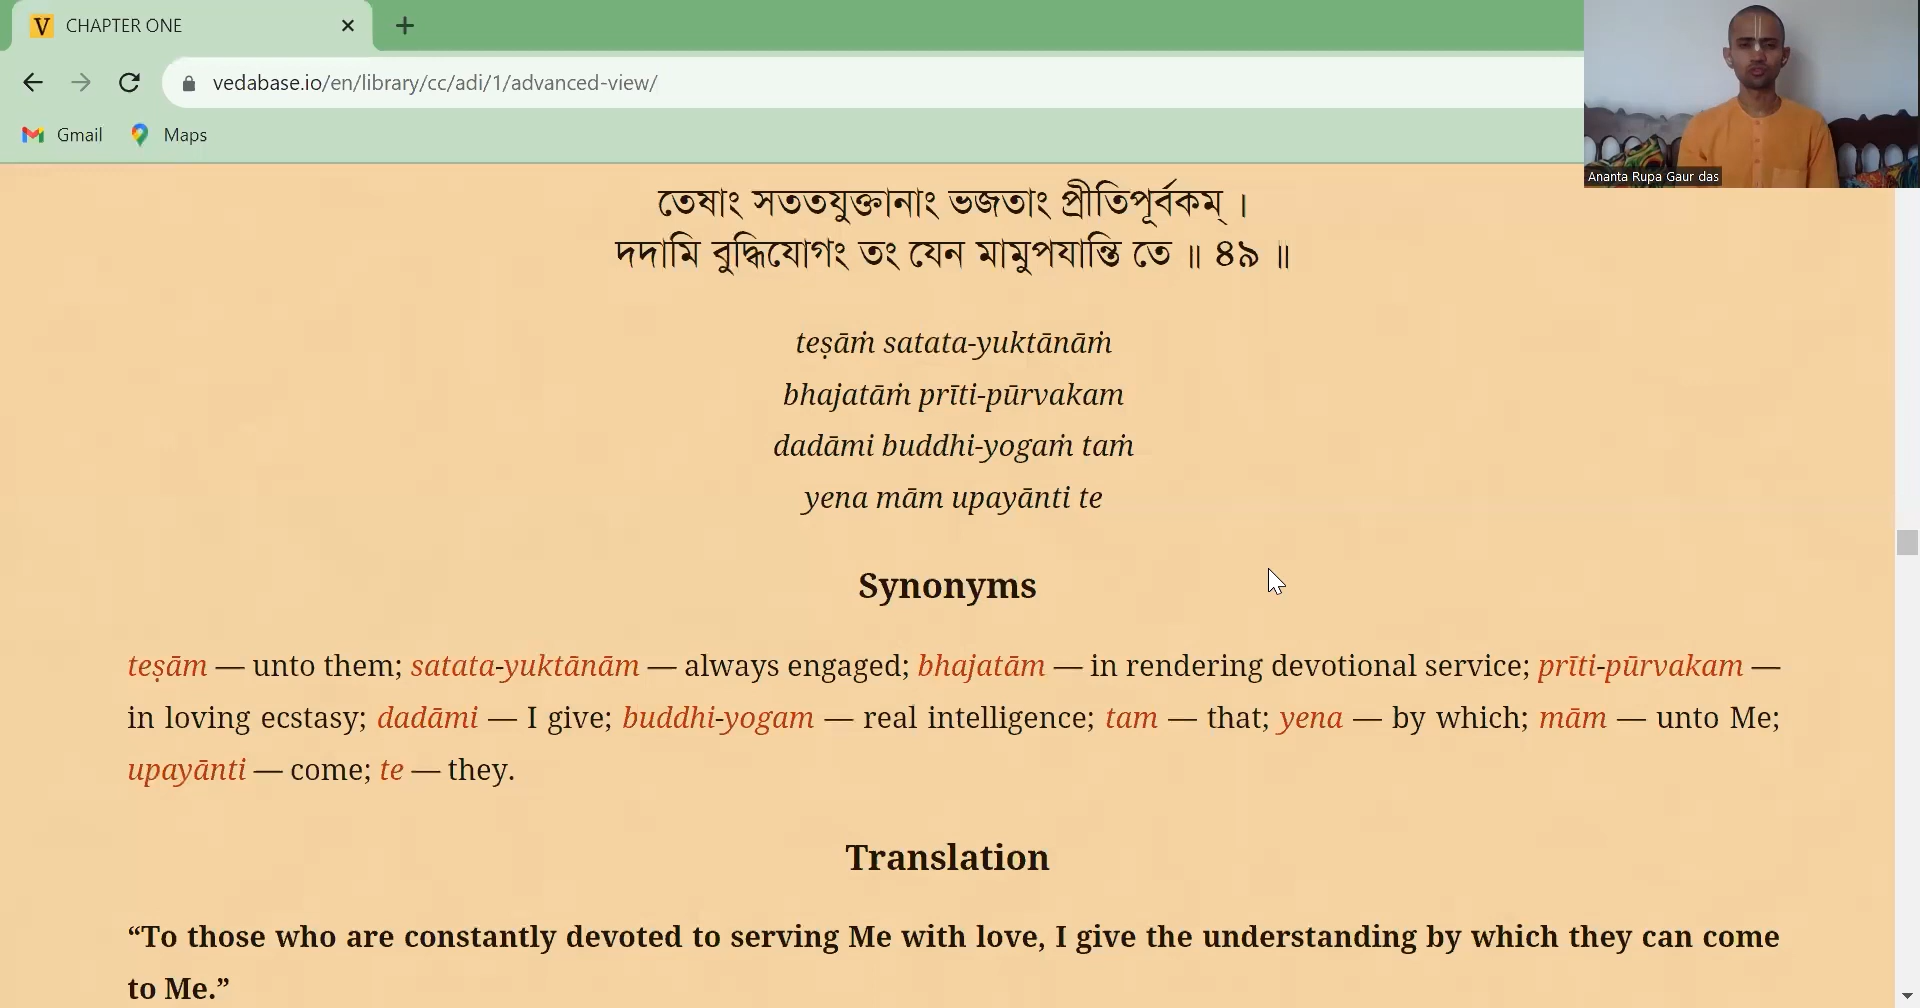 CHAPTER ONE
vedabase.io/en/library/cc/adi/1/advanced-view/
Gmail Maps
Ananta Rupa Gaur das
তেষাং সততযুক্তানাং ভজতাং প্রীতিপূর্বকম্ ।
দদামি বুদ্ধিযোগং তং যেন মামুপযান্তি তে ॥ ৪৯ ॥
teṣāṁ satata-yuktānāṁ
bhajatāṁ prīti-pūrvakam
dadāmi buddhi-yogaṁ taṁ
yena mām upayānti te
Synonyms
teṣām — unto them; satata-yuktānām — always engaged; bhajatām — in rendering devotional service; prīti-pūrvakam —
in loving ecstasy; dadāmi — I give; buddhi-yogam — real intelligence; tam — that; yena — by which; mām — unto Me;
upayānti — come; te — they.
Translation
“To those who are constantly devoted to serving Me with love, I give the understanding by which they can come
to Me.”